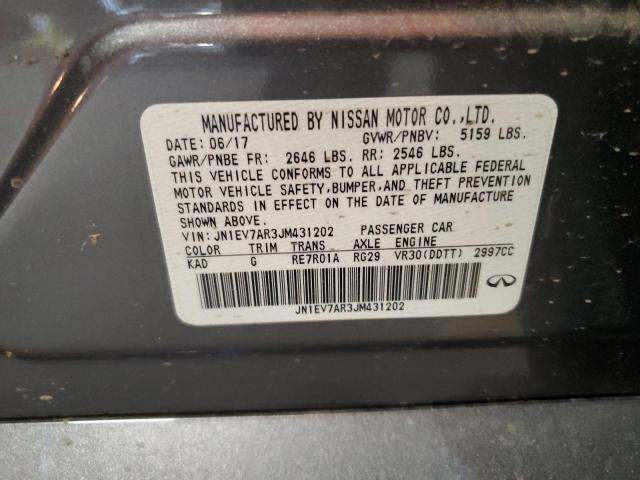 MANUFACTURED BY NISSAN MOTOR CO.,LTD.
DATE: 06/17 GVWR/PNBV: 5159 LBS.
GAWR/PNBE FR: 2646 LBS. RR: 2546 LBS.
THIS VEHICLE CONFORMS TO ALL APPLICABLE FEDERAL
MOTOR VEHICLE SAFETY,BUMPER,AND THEFT PREVENTION
STANDARDS IN EFFECT ON THE DATE OF MANUFACTURE
SHOWN ABOVE.
VIN: JN1EV7AR3JM431202 PASSENGER CAR
COLOR TRIM TRANS AXLE ENGINE
KAD G RE7R01A RG29 VR30(DDTT) 2997CC
JN1EV7AR3JM431202